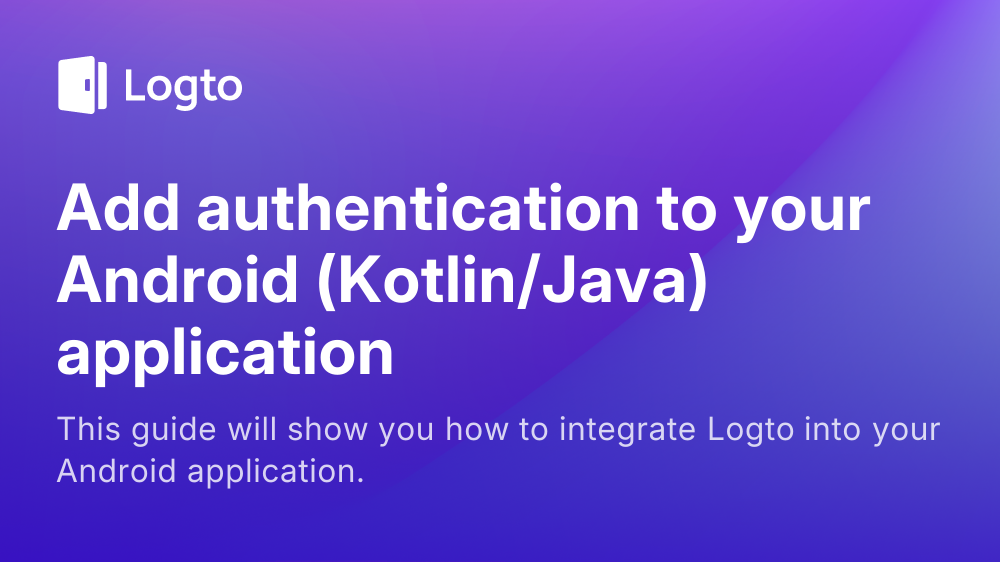 Logto
Add authentication to your
Android (Kotlin/Java)
application
This guide will show you how to integrate Logto into your
Android application.